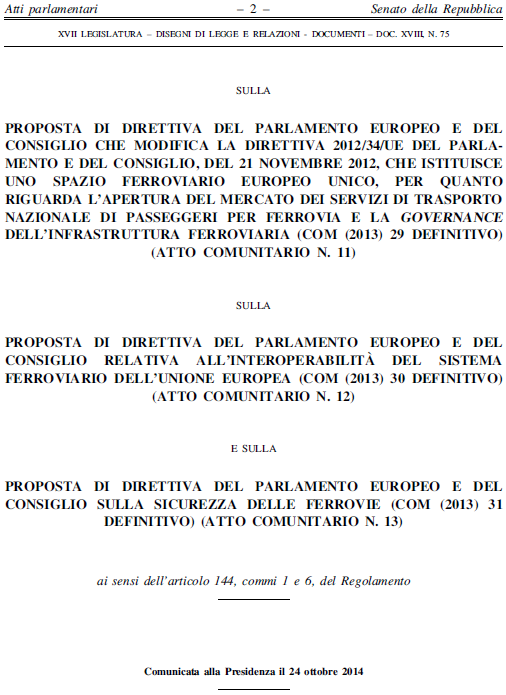 Atti parlamentari – 2 – Senato della Repubblica
XVII LEGISLATURA – DISEGNI DI LEGGE E RELAZIONI - DOCUMENTI – DOC. XVIII, N. 75
SULLA
PROPOSTA DI DIRETTIVA DEL PARLAMENTO EUROPEO E DEL
CONSIGLIO CHE MODIFICA LA DIRETTIVA 2012/34/UE DEL PARLA-
MENTO E DEL CONSIGLIO, DEL 21 NOVEMBRE 2012, CHE ISTITUISCE
UNO SPAZIO FERROVIARIO EUROPEO UNICO, PER QUANTO
RIGUARDA L'APERTURA DEL MERCATO DEI SERVIZI DI TRASPORTO
NAZIONALE DI PASSEGGERI PER FERROVIA E LA GOVERNANCE
DELL'INFRASTRUTTURA FERROVIARIA (COM (2013) 29 DEFINITIVO)
(ATTO COMUNITARIO N. 11)
SULLA
PROPOSTA DI DIRETTIVA DEL PARLAMENTO EUROPEO E DEL
CONSIGLIO RELATIVA ALL'INTEROPERABILITÀ DEL SISTEMA
FERROVIARIO DELL'UNIONE EUROPEA (COM (2013) 30 DEFINITIVO)
(ATTO COMUNITARIO N. 12)
E SULLA
PROPOSTA DI DIRETTIVA DEL PARLAMENTO EUROPEO E DEL
CONSIGLIO SULLA SICUREZZA DELLE FERROVIE (COM (2013) 31
DEFINITIVO) (ATTO COMUNITARIO N. 13)
ai sensi dell'articolo 144, commi 1 e 6, del Regolamento
Comunicata alla Presidenza il 24 ottobre 2014